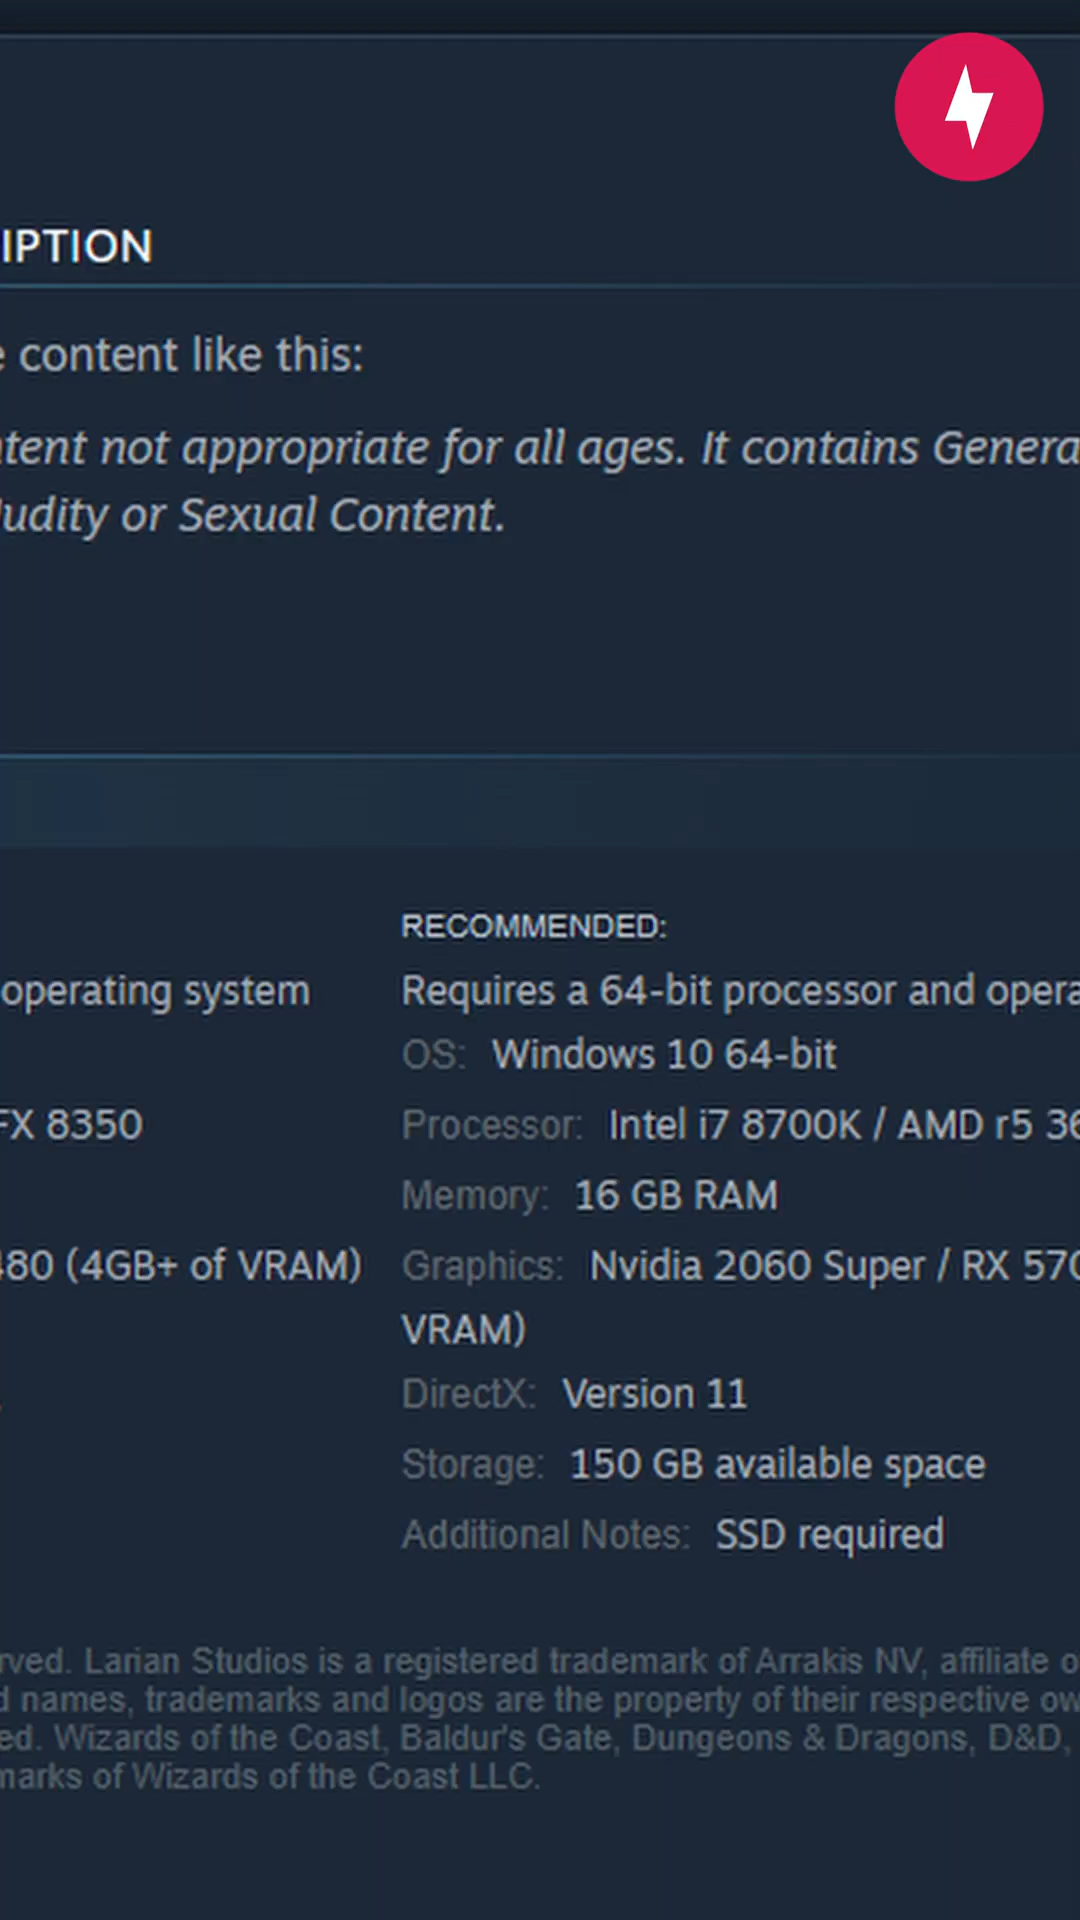 IPTION
content like this:
tent not appropriate for all ages. It contains Genera
udity or Sexual Content.
RECOMMENDED:
operating system
Requires a 64-bit processor and opera
OS: Windows 10 64-bit
FX 8350
Processor: Intel i7 8700K / AMD r5 36
Memory: 16 GB RAM
480 (4GB+ of VRAM)
Graphics: Nvidia 2060 Super / RX 570
VRAM)
DirectX: Version 11
Storage: 150 GB available space
Additional Notes: SSD required
rved. Larian Studios is a registered trademark of Arrakis NV, affiliate o
d names, trademarks and logos are the property of their respective ow
ed. Wizards of the Coast, Baldur's Gate, Dungeons & Dragons, D&D,
marks of Wizards of the Coast LLC.